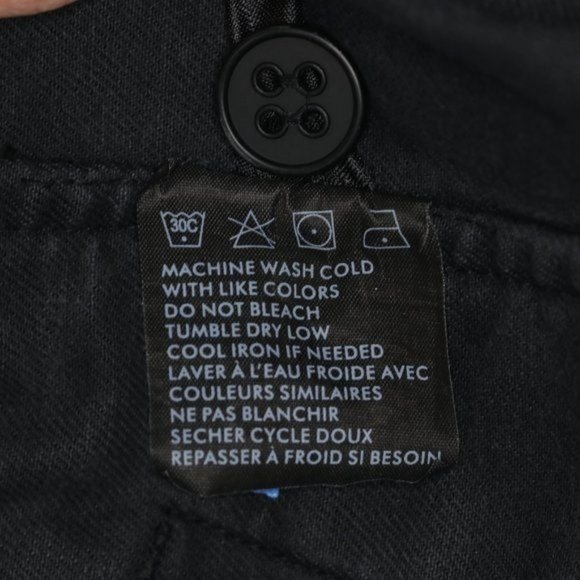 30C
MACHINE WASH COLD
WITH LIKE COLORS
DO NOT BLEACH
TUMBLE DRY LOW
COOL IRON IF NEEDED
LAVER À L'EAU FROIDE AVEC
COULEURS SIMILAIRES
NE PAS BLANCHIR
SECHER CYCLE DOUX
REPASSER À FROID SI BESOIN